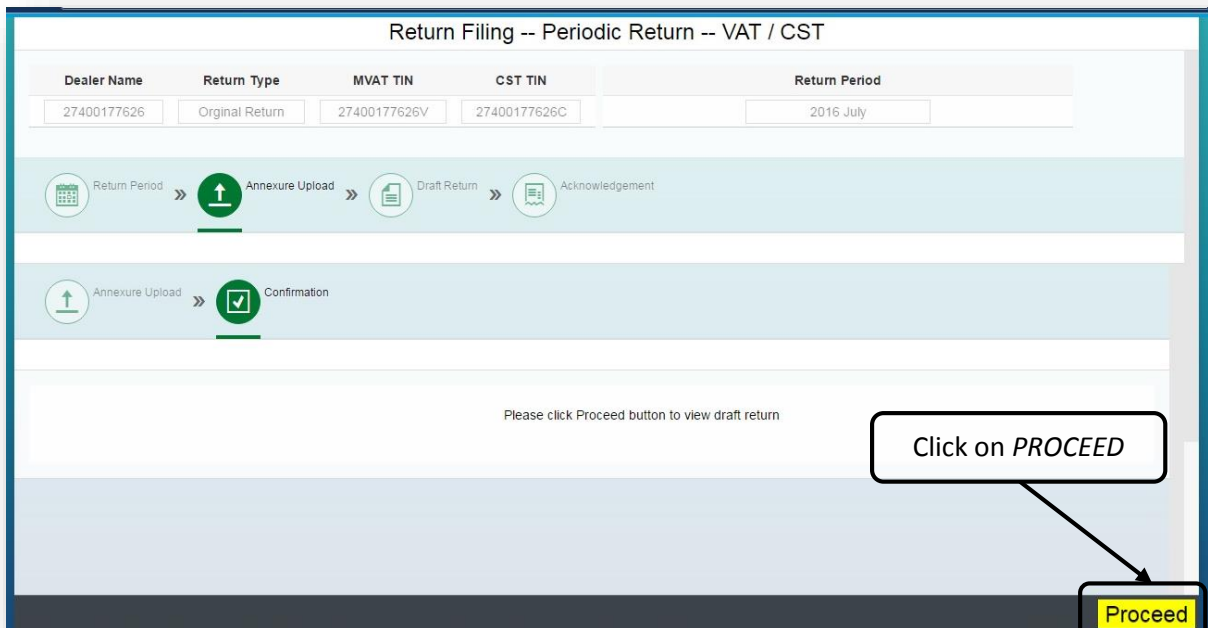 Return Filing -- Periodic Return -- VAT / CST
Dealer Name Return Type MVAT TIN CST TIN Return Period
27400177626 Orginal Return 27400177626V 27400177626C 2016 July
Return Period » Annexure Upload » Draft Return » Acknowledgement
Annexure Upload » Confirmation
Please click Proceed button to view draft return
Click on PROCEED
Proceed